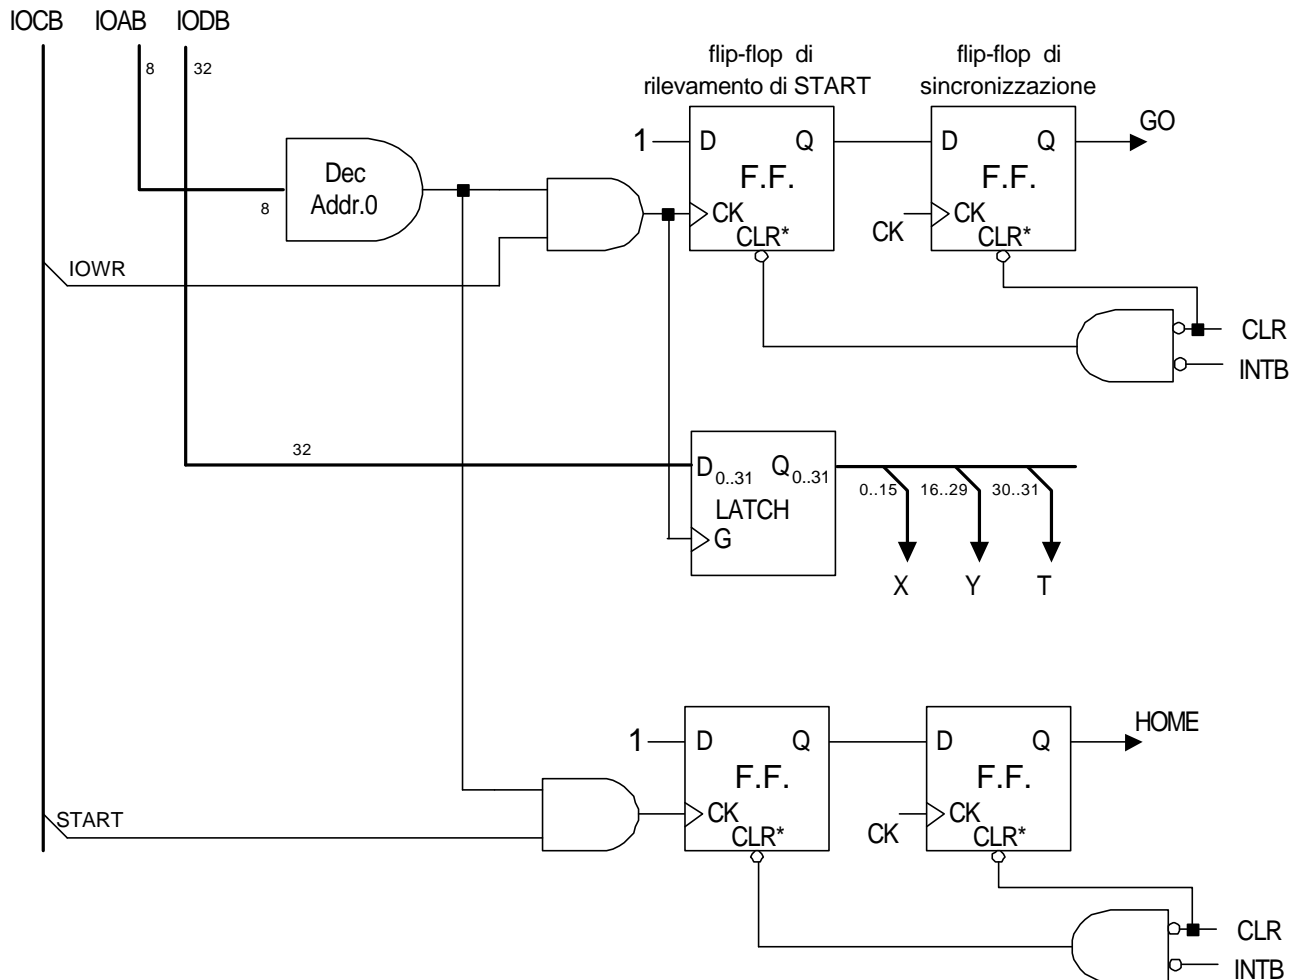 IOCB IOAB IODB
8 32
flip-flop di
rilevamento di START
flip-flop di
sincronizzazione
1 D Q
F.F.
CK
CLR*
D Q
F.F.
CK CK
CLR*
GO
Dec
Addr.0
8
IOWR
CLR
INTB
32
D0..31 Q0..31
LATCH
G
0..15 16..29 30..31
X Y T
1 D Q
F.F.
CK
CLR*
D Q
F.F.
CK CK
CLR*
HOME
START
CLR
INTB